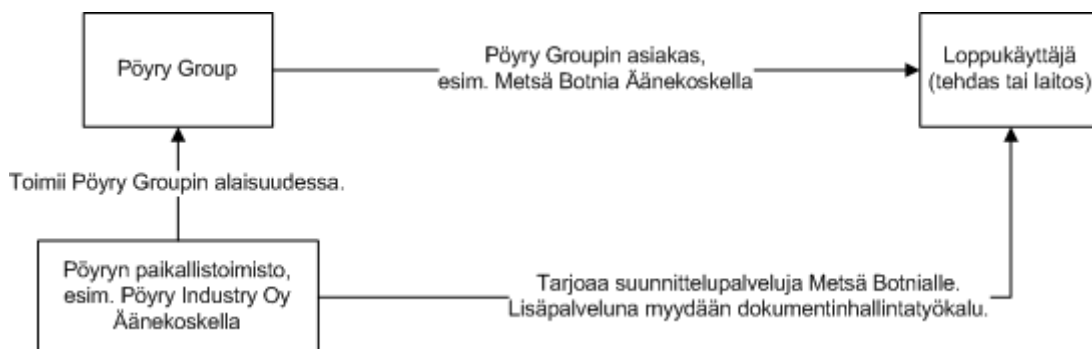 Pöyry Group
Pöyry Groupin asiakas,
esim. Metsä Botnia Äänekoskella
Loppukäyttäjä
(tehdas tai laitos)
Toimii Pöyry Groupin alaisuudessa.
Pöyryn paikallistoimisto,
esim. Pöyry Industry Oy
Äänekoskella
Tarjoaa suunnittelupalveluja Metsä Botnialle.
Lisäpalveluna myydään dokumentinhallintatyökalu.